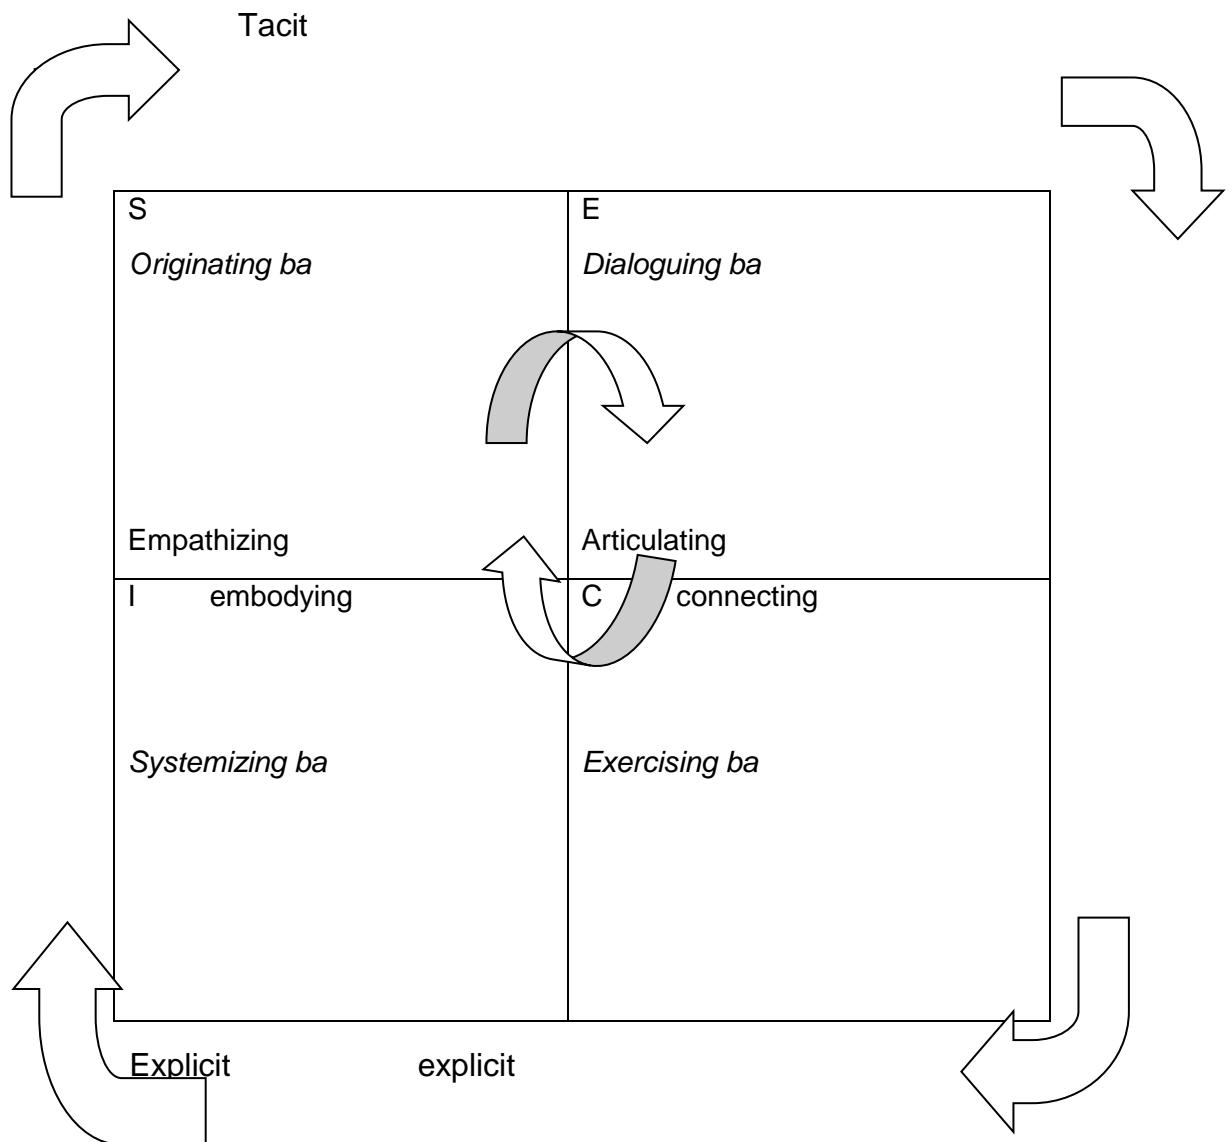 Tacit
S
Originating ba
Empathizing
E
Dialoguing ba
Articulating
I embodying
Systemizing ba
C connecting
Exercising ba
Explicit explicit